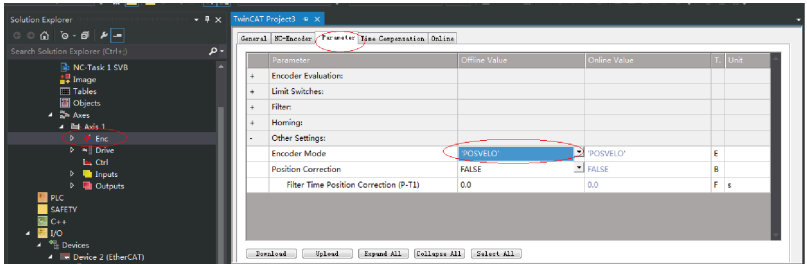 Solution Explorer
TwinCAT Project3
Search Solution Explorer (Ctrl+;)
NC-Task 1 SVB
Image
Tables
Objects
Axes
Axis 1
Enc
Drive
Ctrl
Inputs
Outputs
PLC
SAFETY
C++
I/O
Devices
Device 2 (EtherCAT)
General NC-Encoder Parameter Time Compensation Online
Parameter Offline Value Online Value T. Unit
+ Encoder Evaluation:
+ Limit Switches:
+ Filter:
+ Homing:
- Other Settings:
Encoder Mode 'POSVELO' 'POSVELO' E
Position Correction FALSE FALSE B
Filter Time Position Correction (P-T1) 0.0 0.0 F s
Download Upload Expand All Collapse All Select All